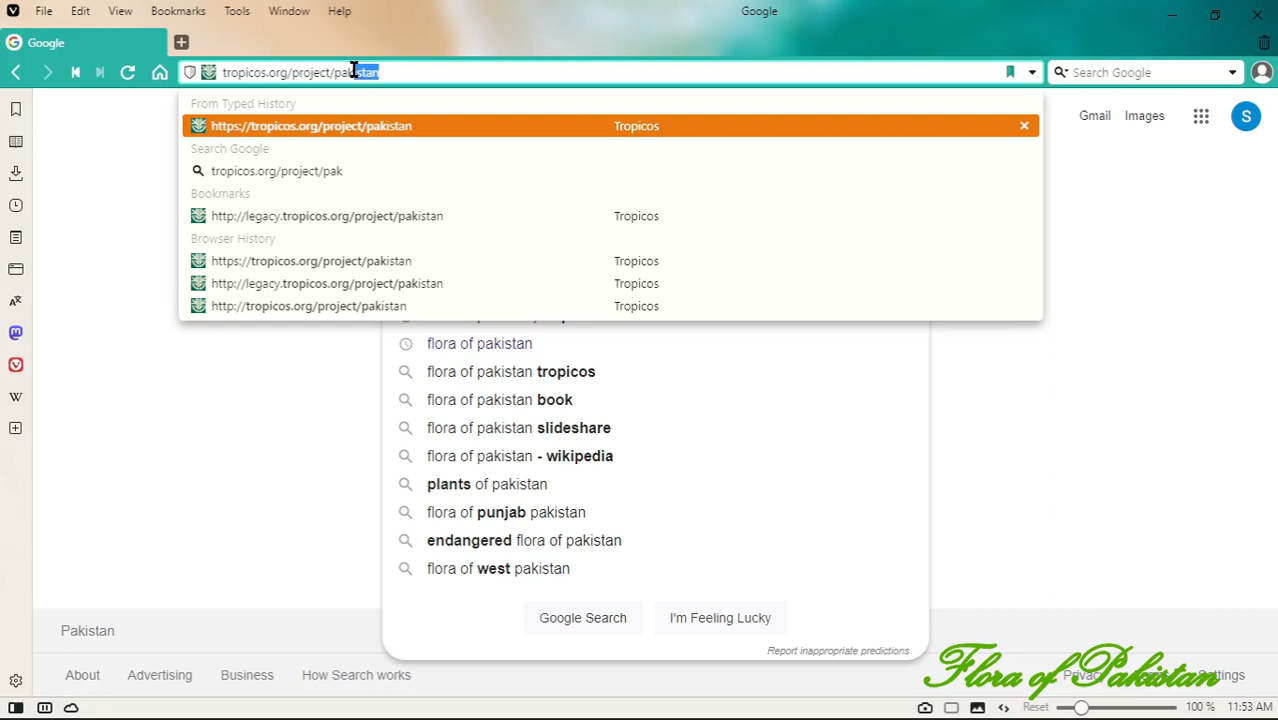 File Edit View Bookmarks Tools Window Help
Google
Google
tropicos.org/project/pakistan
Search Google
From Typed History
https://tropicos.org/project/pakistan Tropicos
Search Google
tropicos.org/project/pak
Bookmarks
http://legacy.tropicos.org/project/pakistan Tropicos
Browser History
https://tropicos.org/project/pakistan Tropicos
http://legacy.tropicos.org/project/pakistan Tropicos
http://tropicos.org/project/pakistan Tropicos
Gmail Images S
flora of pakistan
flora of pakistan tropicos
flora of pakistan book
flora of pakistan slideshare
flora of pakistan - wikipedia
plants of pakistan
flora of punjab pakistan
endangered flora of pakistan
flora of west pakistan
Google Search I'm Feeling Lucky
Report inappropriate predictions
Pakistan
About Advertising Business How Search works
Flora of Pakistan
Reset 100 % 11:53 AM